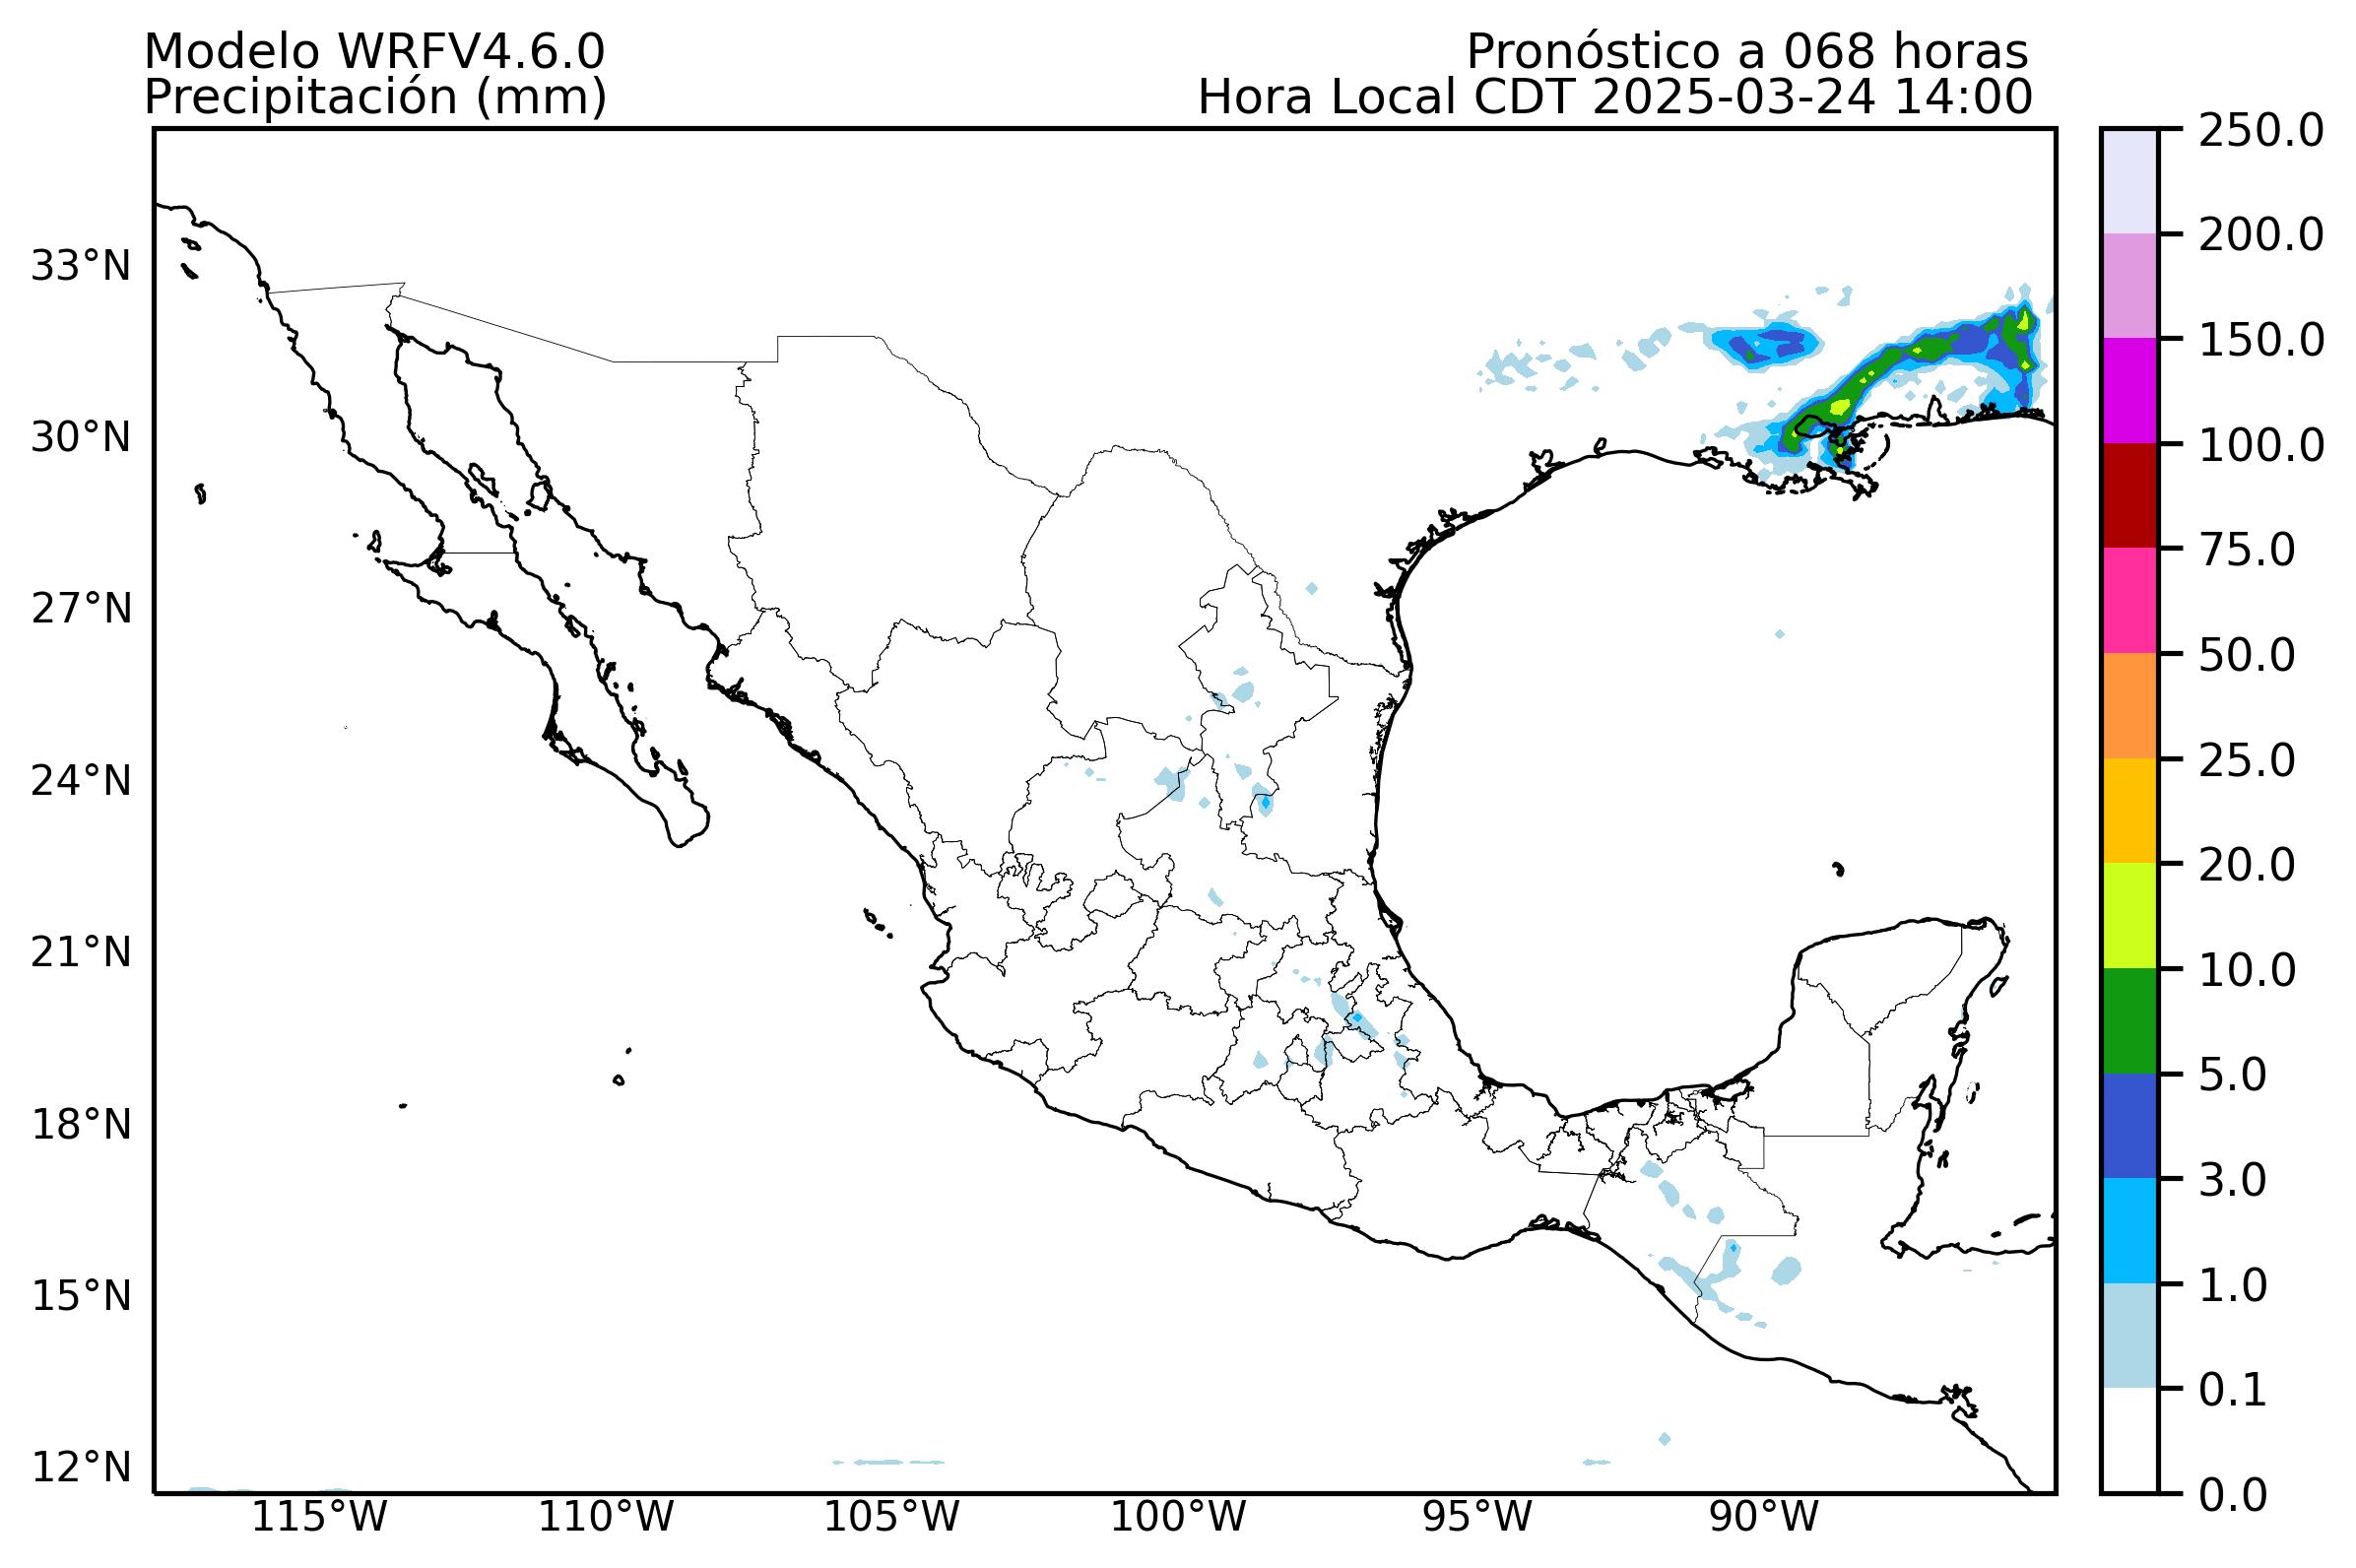 Modelo WRFV4.6.0
Pronóstico a 068 horas
Precipitación (mm)
Hora Local CDT 2025-03-24 14:00
33°N
30°N
27°N
24°N
21°N
18°N
15°N
12°N
115°W
110°W
105°W
100°W
95°W
90°W
250.0
200.0
150.0
100.0
75.0
50.0
25.0
20.0
10.0
5.0
3.0
1.0
0.1
0.0